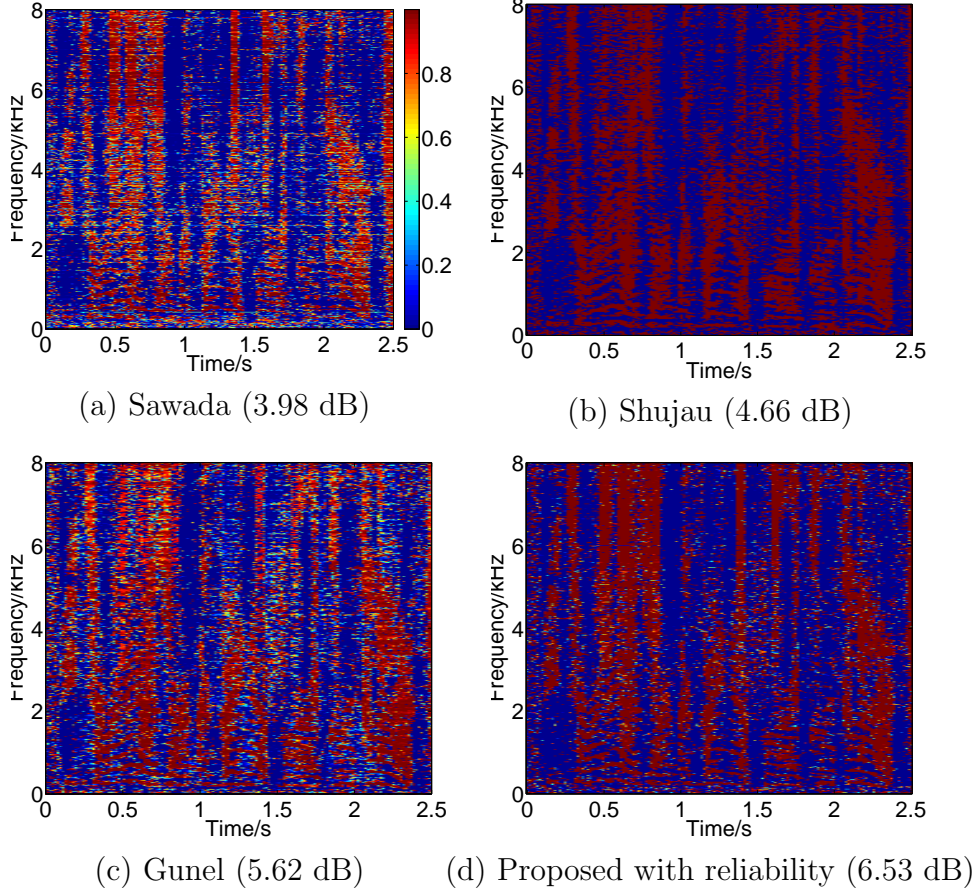 8
6
4
2
0
Frequency/KHz
0 0.5 1 1.5 2 2.5
Time/s
0.8
0.6
0.4
0.2
0
(a) Sawada (3.98 dB)
8
6
4
2
0
Frequency/KHz
0 0.5 1 1.5 2 2.5
Time/s
(b) Shujau (4.66 dB)
8
6
4
2
0
Frequency/KHz
0 0.5 1 1.5 2 2.5
Time/s
(c) Gunel (5.62 dB)
8
6
4
2
0
Frequency/KHz
0 0.5 1 1.5 2 2.5
Time/s
(d) Proposed with reliability (6.53 dB)